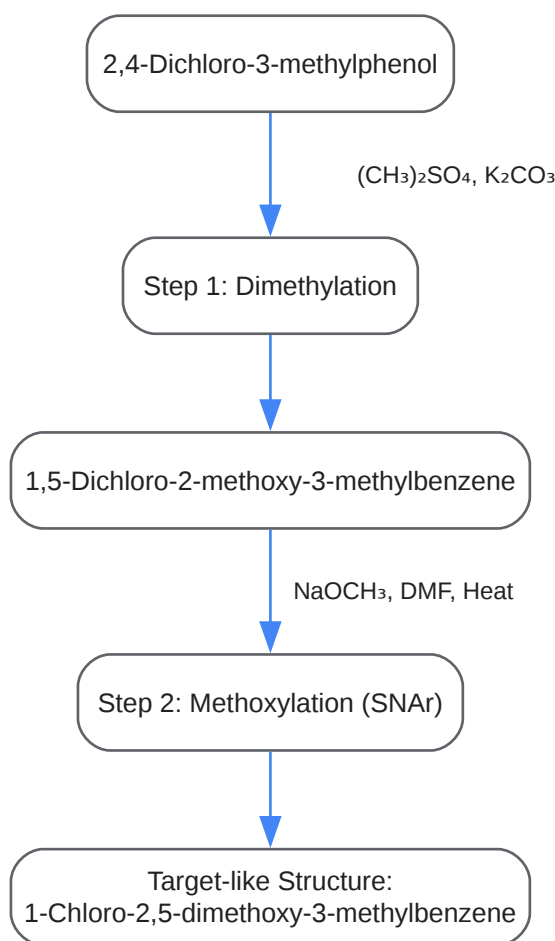 2,4-Dichloro-3-methylphenol
(CH₃)₂SO₄, K₂CO₃
Step 1: Dimethylation
1,5-Dichloro-2-methoxy-3-methylbenzene
NaOCH₃, DMF, Heat
Step 2: Methoxylation (SNAr)
Target-like Structure:
1-Chloro-2,5-dimethoxy-3-methylbenzene